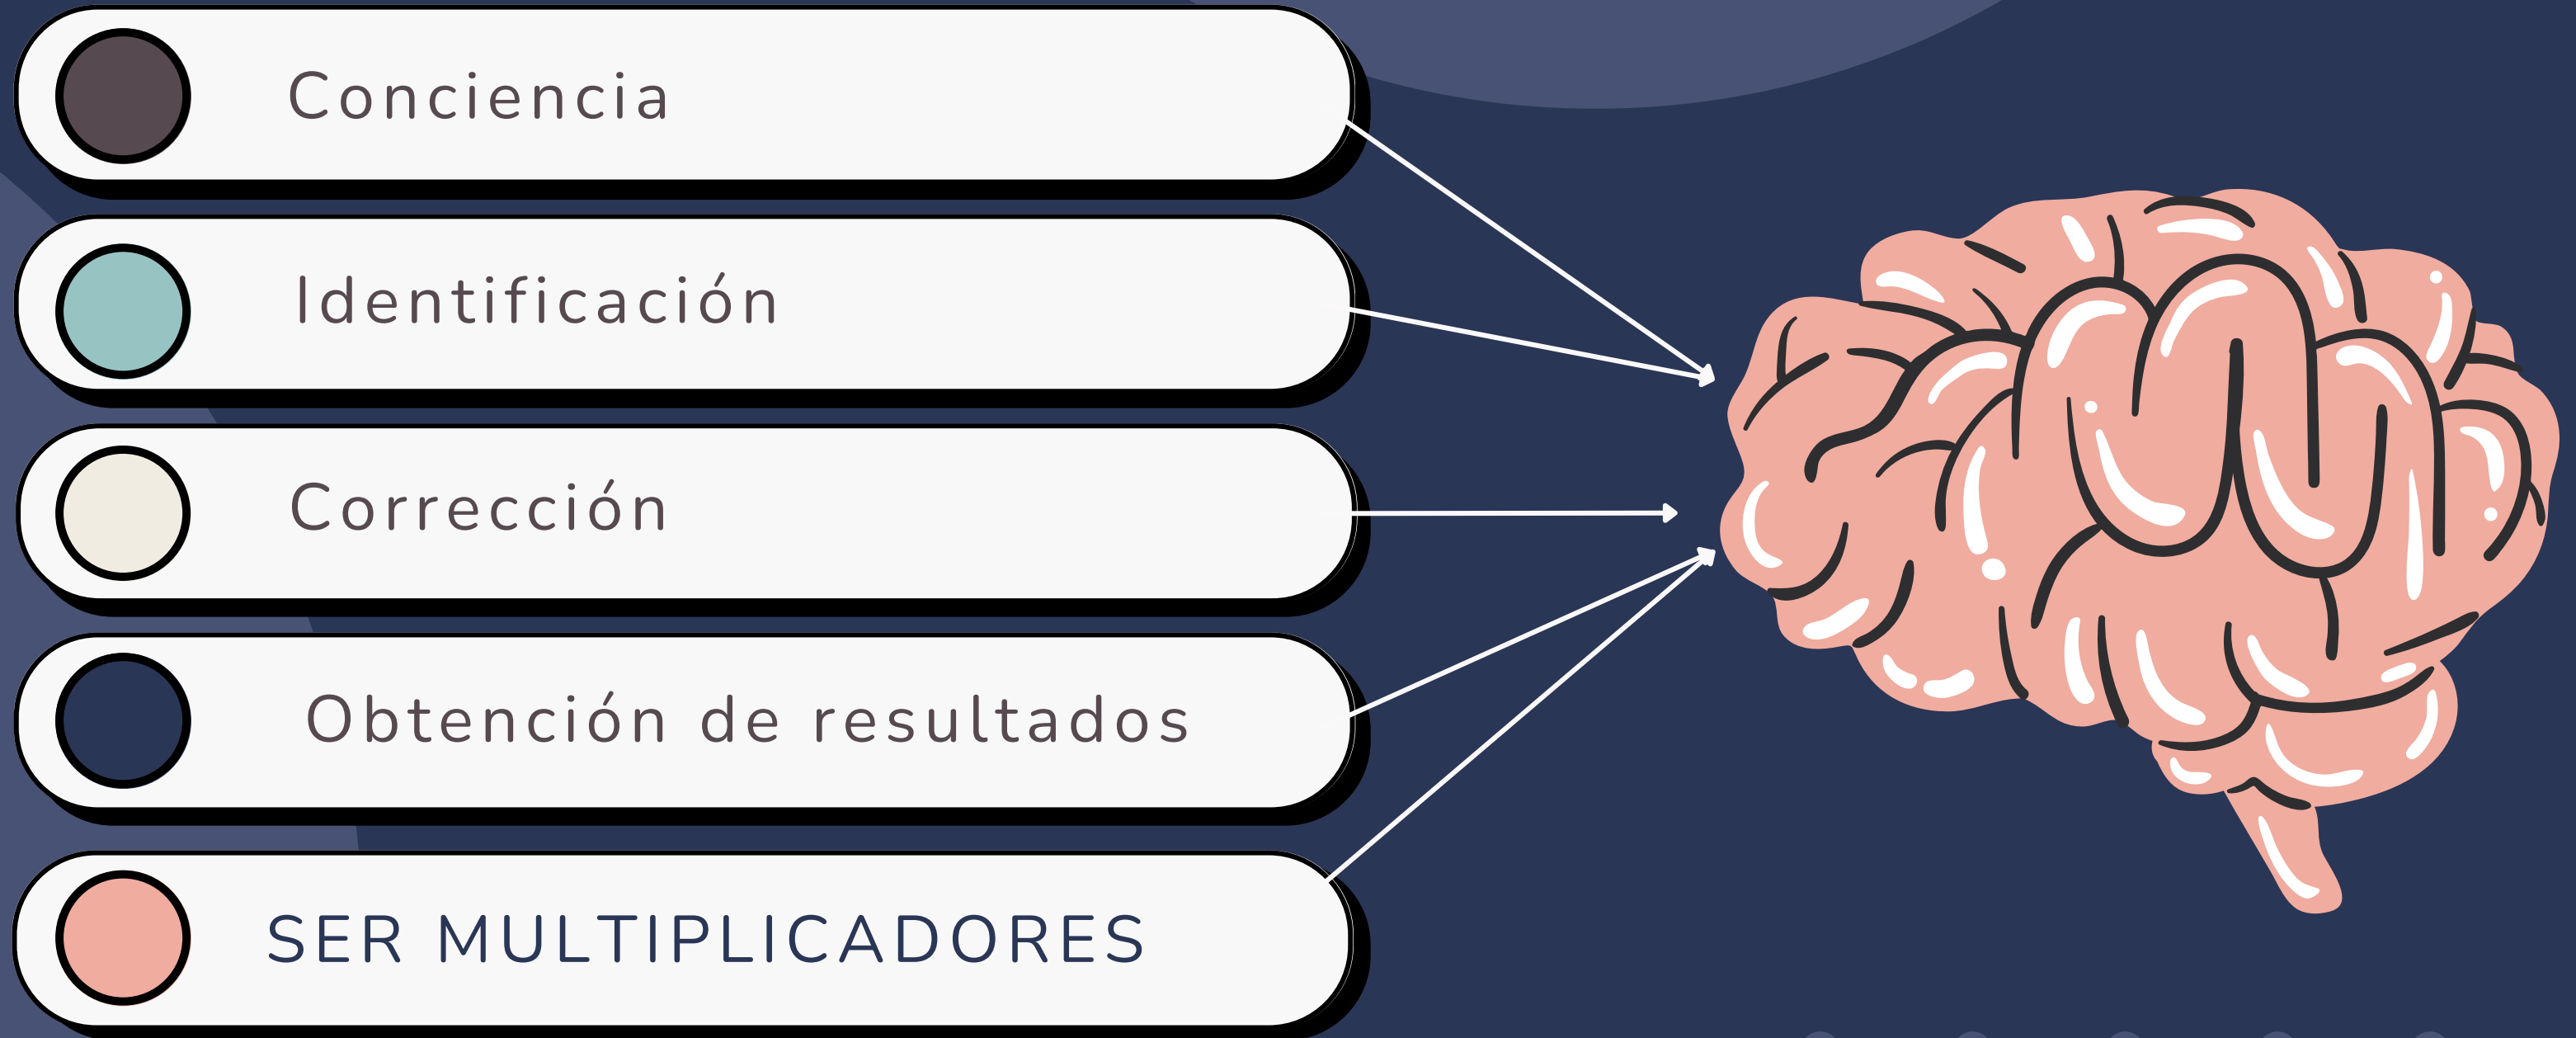 Conciencia
Identificación
Corrección
Obtención de resultados
SER MULTIPLICADORES